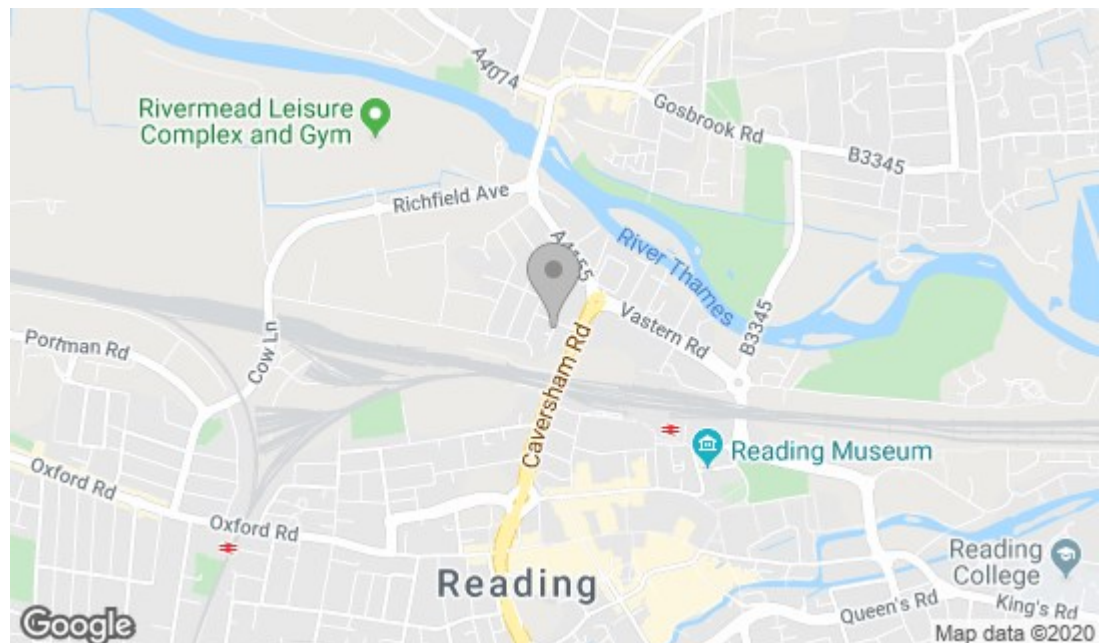 A4074
Rivermead Leisure
Complex and Gym
Gosbrook Rd
B3345
Richfield Ave
A4155
River Thames
Vastern Rd
B3345
Portman Rd
Cow Ln
Caversham Rd
Reading Museum
Oxford Rd
Oxford Rd
Reading
Reading
College
Queen's Rd
King's Rd
Google
Map data ©2020